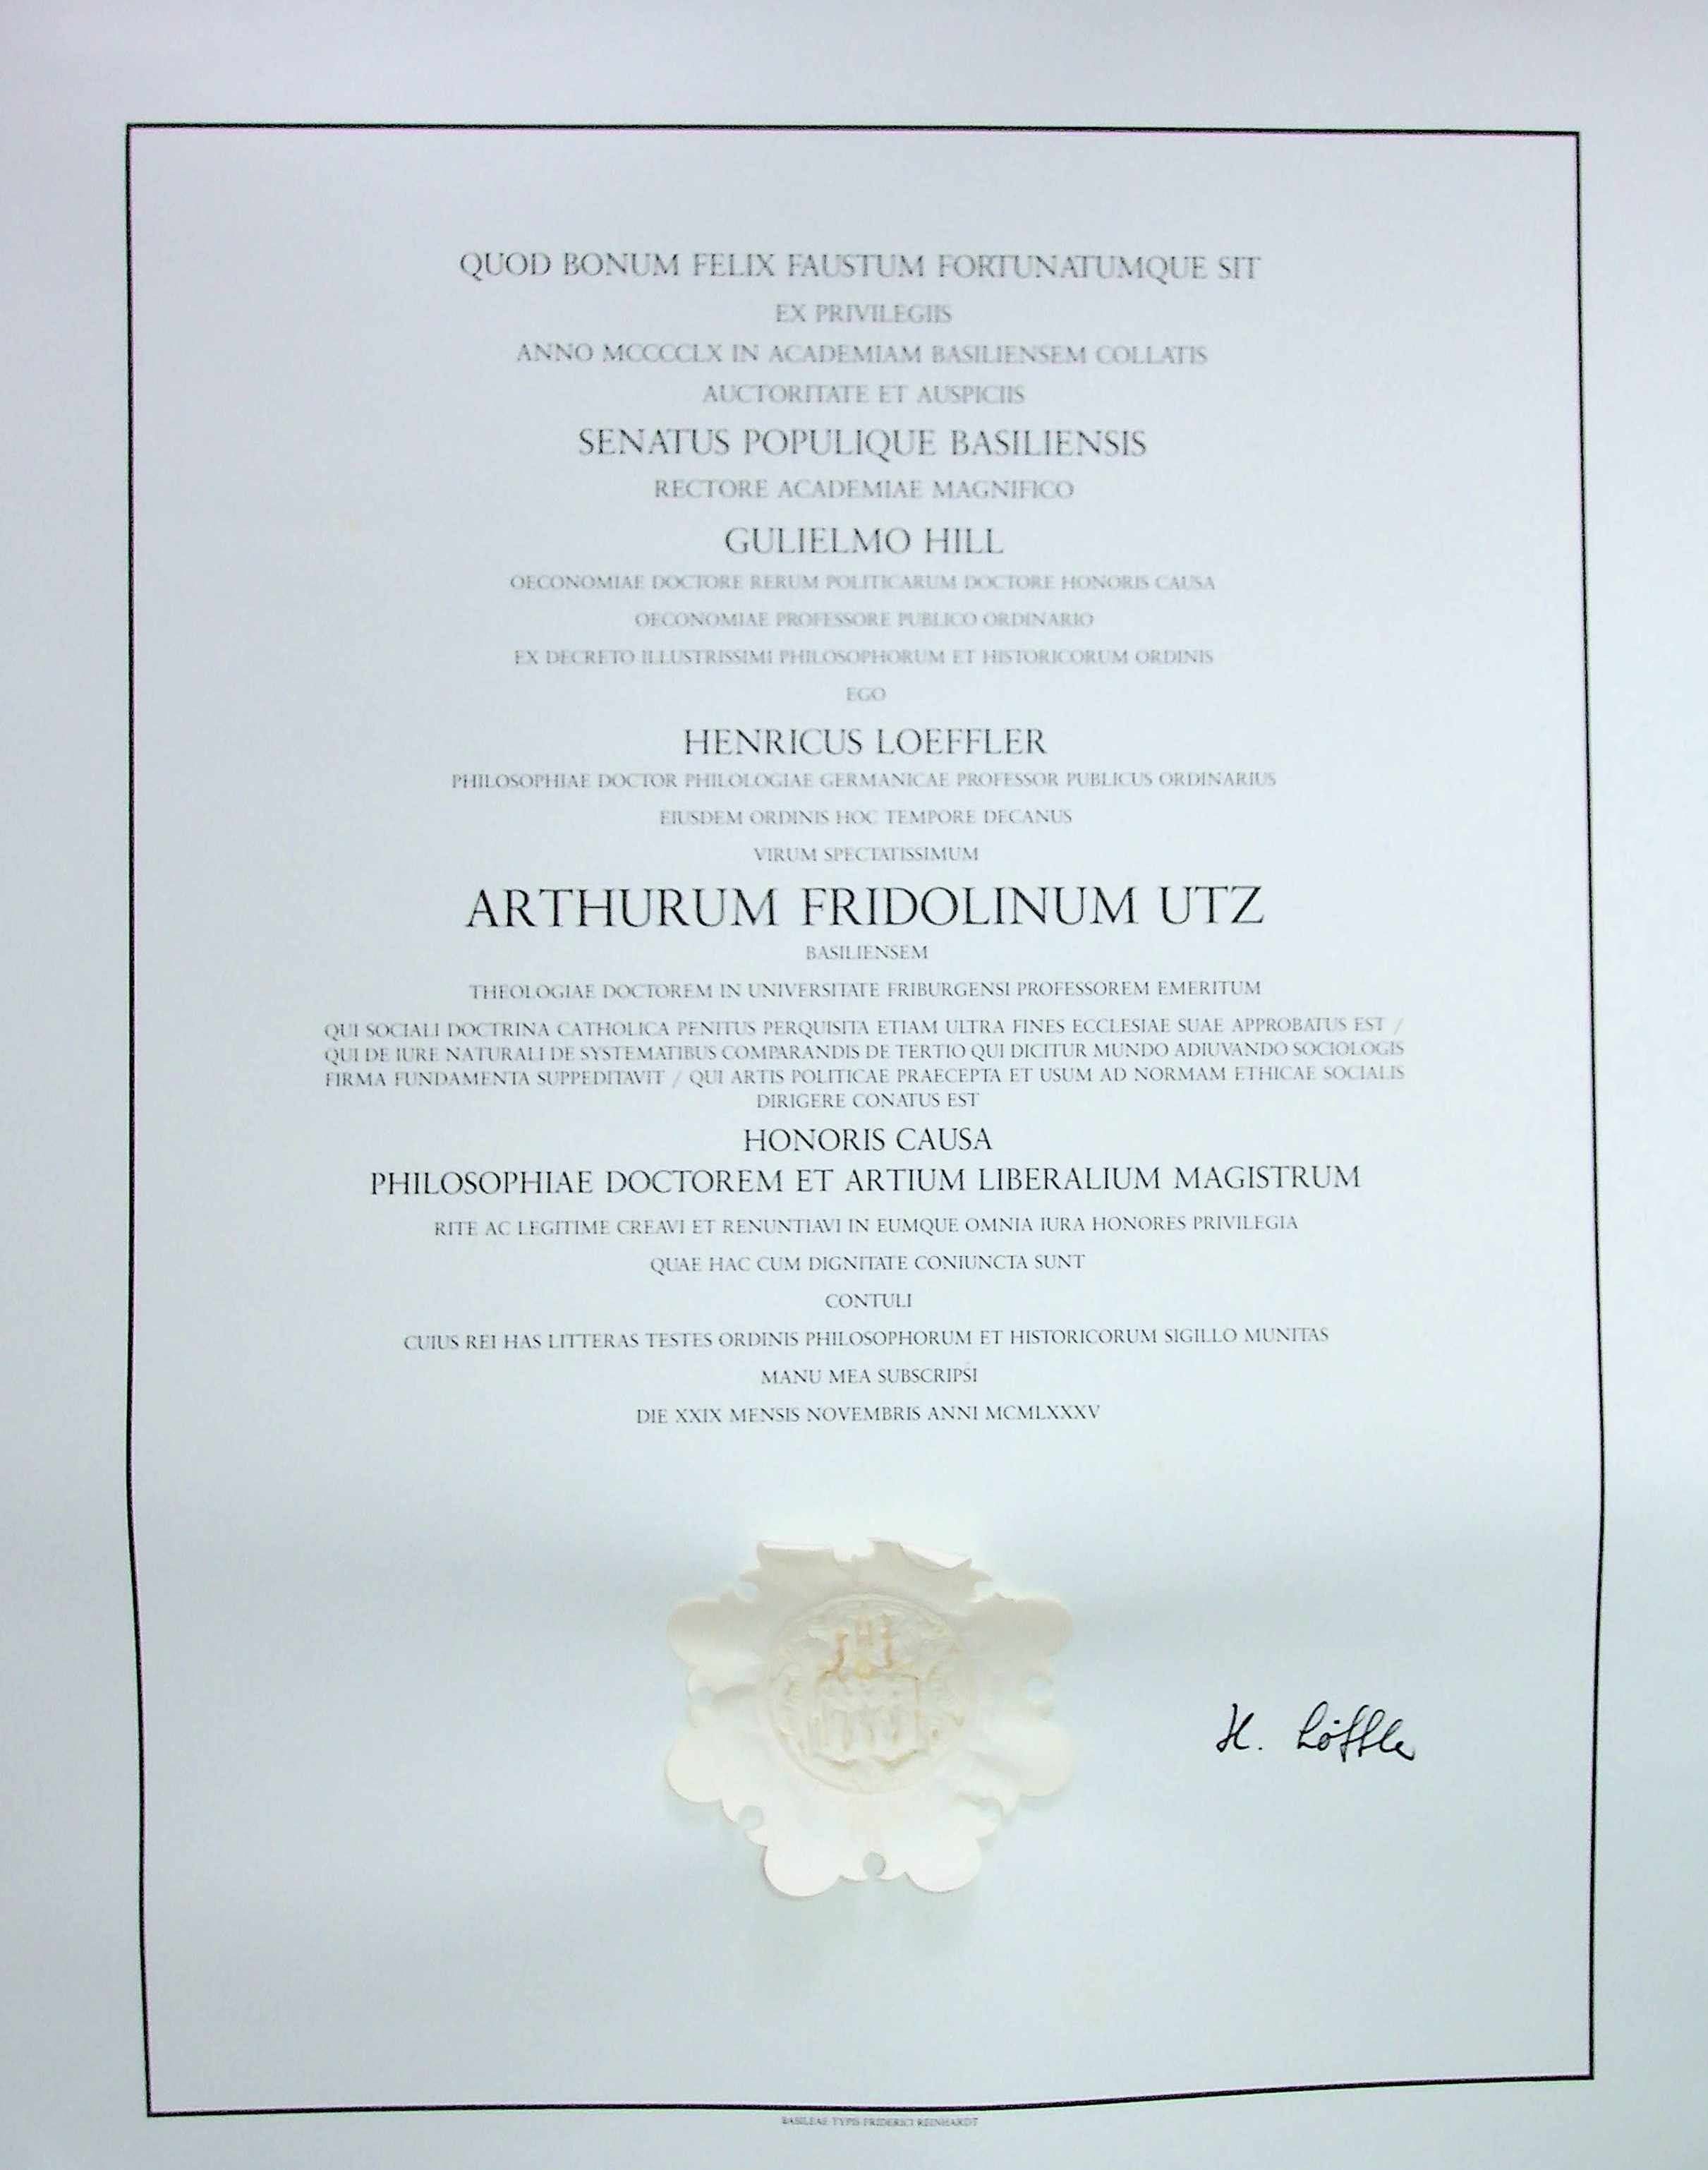 QUOD BONUM FELIX FAUSTUM FORTUNATUMQUE SIT
EX PRIVILEGIIS
ANNO MCCCCLX IN ACADEMIAM BASILIENSEM COLLATIS
AUCTORITATE ET AUSPICIIS
SENATUS POPULIQUE BASILIENSIS
RECTORE ACADEMIAE MAGNIFICO
GULIELMO HILL
OECONOMIAE DOCTORE RERUM POLITICARUM DOCTORE HONORIS CAUSA
OECONOMIAE PROFESSORE PUBLICO ORDINARIO
EX DECRETO ILLUSTRISSIMI PHILOSOPHORUM ET HISTORICORUM ORDINIS
EGO
HENRICUS LOEFFLER
PHILOSOPHIAE DOCTOR PHILOLOGIAE GERMANICAE PROFESSOR PUBLICUS ORDINARIUS
EIUSDEM ORDINIS HOC TEMPORE DECANUS
VIRUM SPECTATISSIMUM
ARTHURUM FRIDOLINUM UTZ
BASILIENSEM
THEOLOGIAE DOCTOREM IN UNIVERSITATE FRIBURGENSI PROFESSOREM EMERITUM
QUI SOCIALI DOCTRINA CATHOLICA PENITUS PERQUISITA ETIAM ULTRA FINES ECCLESIAE SUAE APPROBATUS EST /
QUI DE IURE NATURALI DE SYSTEMATIBUS COMPARANDIS DE TERTIO QUI DICITUR MUNDO ADIUVANDO SOCIOLOGIS
FIRMA FUNDAMENTA SUPPEDITAVIT / QUI ARTIS POLITICAE PRAECEPTA ET USUM AD NORMAM ETHICAE SOCIALIS
DIRIGERE CONATUS EST
HONORIS CAUSA
PHILOSOPHIAE DOCTOREM ET ARTIUM LIBERALIUM MAGISTRUM
RITE AC LEGITIME CREAVI ET RENUNTIAVI IN EUMQUE OMNIA IURA HONORES PRIVILEGIA
QUAE HAC CUM DIGNITATE CONIUNCTA SUNT
CONTULI
CUIUS REI HAS LITTERAS TESTES ORDINIS PHILOSOPHORUM ET HISTORICORUM SIGILLO MUNITAS
MANU MEA SUBSCRIPSI
DIE XXIX MENSIS NOVEMBRIS ANNI MCMLXXXV
H. Löffler
BASILEAE TYPIS FRIDERICI REINHARDT